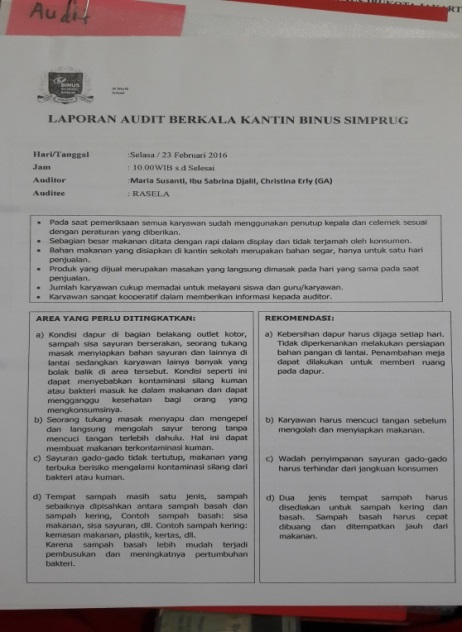 Audit
BINUS
LAPORAN AUDIT BERKALA KANTIN BINUS SIMPRUG
Hari/Tanggal :Selasa / 23 Februari 2016
Jam : 10.00WIB s.d Selesai
Auditor :Maria Susanti, Ibu Sabrina Djalil, Christina Erly (GA)
Auditee : RASELA
• Pada saat pemeriksaan semua karyawan sudah menggunakan penutup kepala dan celemek sesuai
dengan peraturan yang diberikan.
• Sebagian besar makanan ditata dengan rapi dalam display dan tidak terjamah oleh konsumen.
• Bahan makanan yang disiapkan di kantin sekolah merupakan bahan segar, hanya untuk satu hari
penjualan.
• Produk yang dijual merupakan masakan yang langsung dimasak pada hari yang sama pada saat
penjualan.
• Jumlah karyawan cukup memadai untuk melayani siswa dan guru/karyawan.
• Karyawan sangat kooperatif dalam memberikan informasi kepada auditor.
AREA YANG PERLU DITINGKATKAN:
a) Kondisi dapur di bagian belakang outlet kotor,
sampah sisa sayuran berserakan, seorang tukang
masak menyiapkan bahan sayuran dan lainnya di
lantai sedangkan karyawan lainya banyak yang
bolak balik di area tersebut. Kondisi seperti ini
dapat menyebabkan kontaminasi silang kuman
atau bakteri masuk ke dalam makanan dan dapat
mengganggu kesehatan bagi orang yang
mengkonsumsinya.
b) Seorang tukang masak menyapu dan mengepel
dan langsung mengolah sayur terong tanpa
mencuci tangan terlebih dahulu. Hal ini dapat
membuat makanan terkontaminasi kuman.
c) Sayuran gado-gado tidak tertutup, makanan yang
terbuka berisiko mengalami kontaminasi silang dari
bakteri atau kuman.
d) Tempat sampah masih satu jenis, sampah
sebaiknya dipisahkan antara sampah basah dan
sampah kering, Contoh sampah basah: sisa
makanan, sisa sayuran, dll. Contoh sampah kering:
kemasan makanan, plastik, kertas, dll.
Karena sampah basah lebih mudah terjadi
pembusukan dan meningkatnya pertumbuhan
bakteri.
REKOMENDASI:
a) Kebersihan dapur harus dijaga setiap hari.
Tidak diperkenankan melakukan persiapan
bahan pangan di lantai. Penambahan meja
dapat dilakukan untuk memberi ruang
pada dapur.
b) Karyawan harus mencuci tangan sebelum
mengolah dan menyiapkan makanan.
c) Wadah penyimpanan sayuran gado-gado
harus terhindar dari jangkuan konsumen
d) Dua jenis tempat sampah harus
disediakan untuk sampah kering dan
basah. Sampah basah harus cepat
dibuang dan ditempatkan jauh dari
makanan.